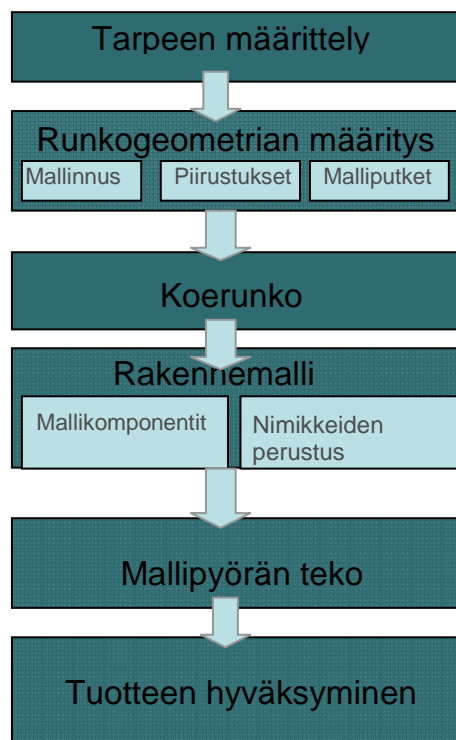 Tarpeen määrittely
Runkogeometrian määritys
Mallinnus
Piirustukset
Malliputket
Koerunko
Rakennemalli
Mallikomponentit
Nimikkeiden
perustus
Mallipyörän teko
Tuotteen hyväksyminen